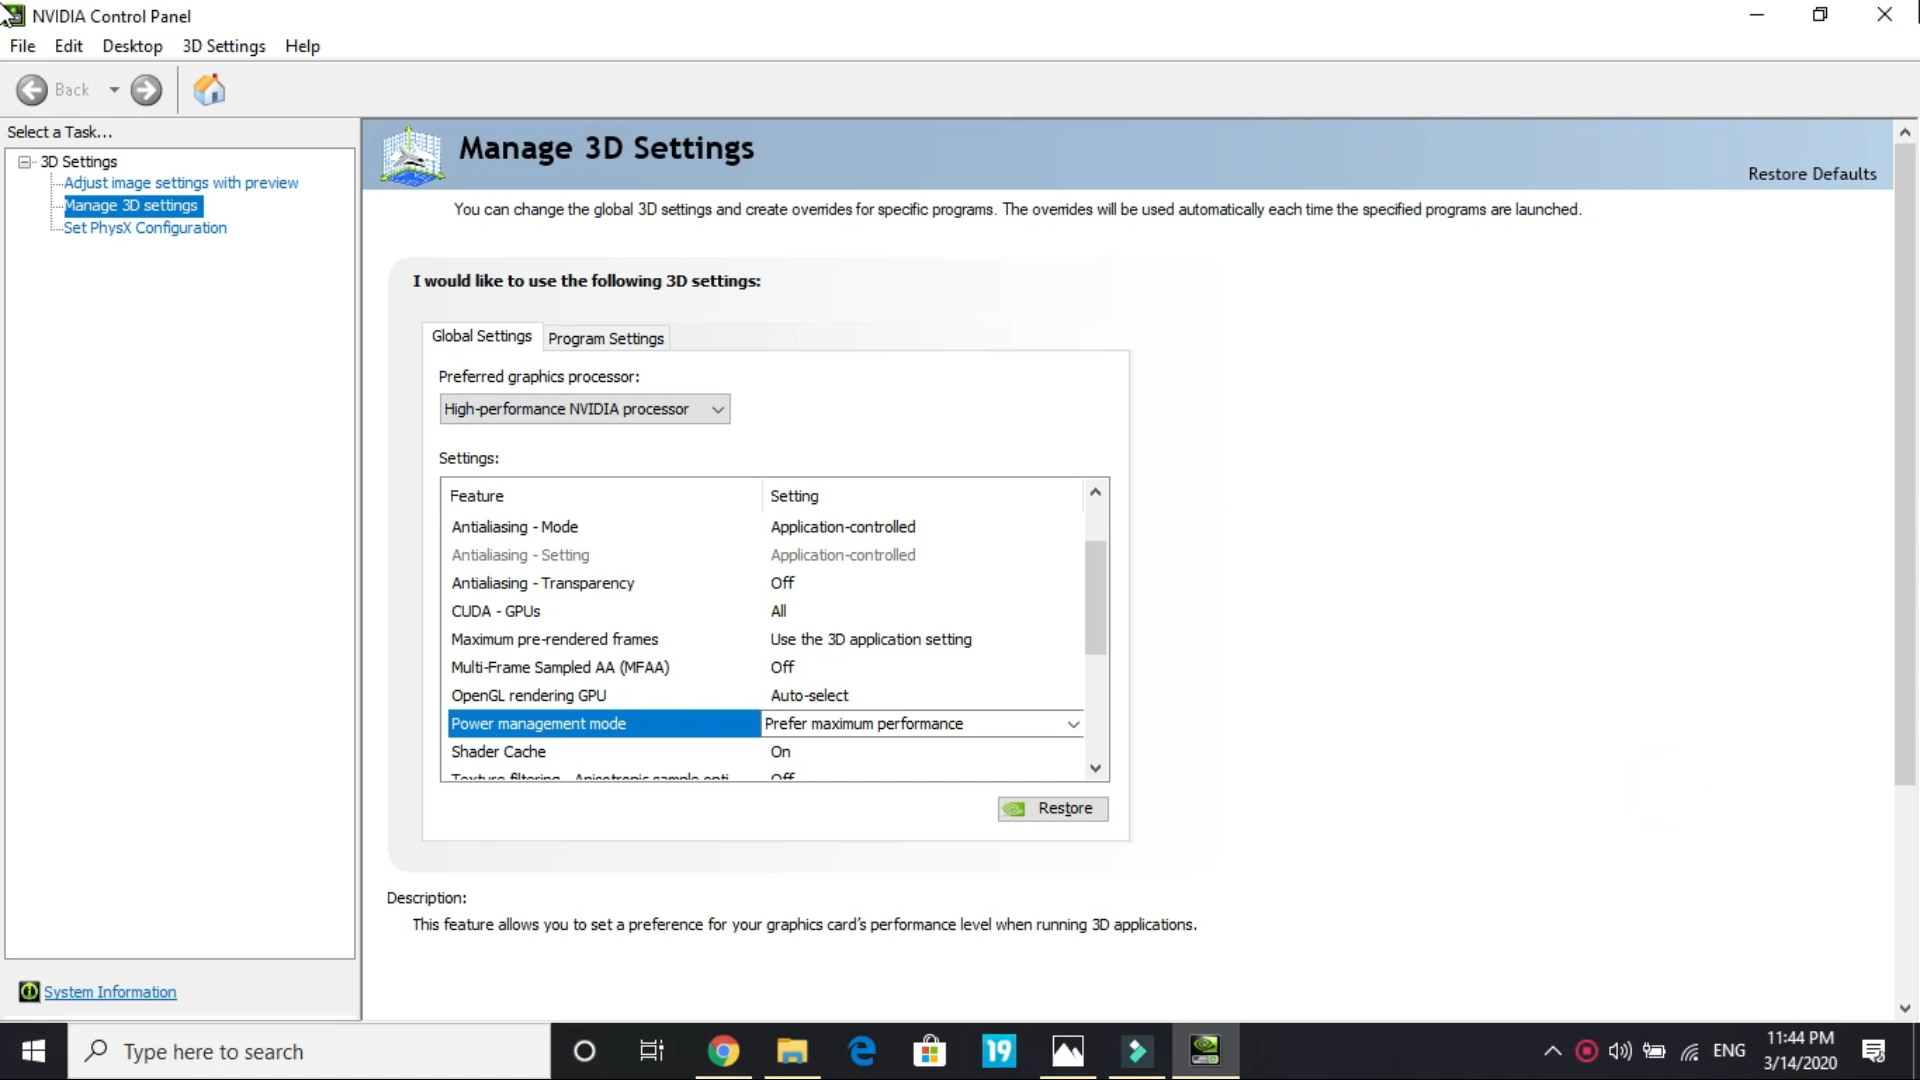 NVIDIA Control Panel
File Edit Desktop 3D Settings Help
Back
Select a Task...
3D Settings
Adjust image settings with preview
Manage 3D settings
Set PhysX Configuration
System Information
Manage 3D Settings
Restore Defaults
You can change the global 3D settings and create overrides for specific programs. The overrides will be used automatically each time the specified programs are launched.
I would like to use the following 3D settings:
Global Settings Program Settings
Preferred graphics processor:
High-performance NVIDIA processor
Settings:
Feature Setting
Antialiasing - Mode Application-controlled
Antialiasing - Setting Application-controlled
Antialiasing - Transparency Off
CUDA - GPUs All
Maximum pre-rendered frames Use the 3D application setting
Multi-Frame Sampled AA (MFAA) Off
OpenGL rendering GPU Auto-select
Power management mode Prefer maximum performance
Shader Cache On
Texture filtering - Anisotropic sample opti Off
Restore
Description:
This feature allows you to set a preference for your graphics card's performance level when running 3D applications.
Type here to search
19
ENG
11:44 PM
3/14/2020